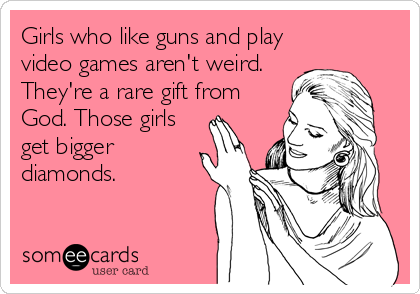 Girls who like guns and play
video games aren't weird.
They're a rare gift from
God. Those girls
get bigger
diamonds.
someecards
user card